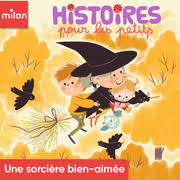 milan
HISTOIRES
pour les petits
Une sorcière bien-aimée